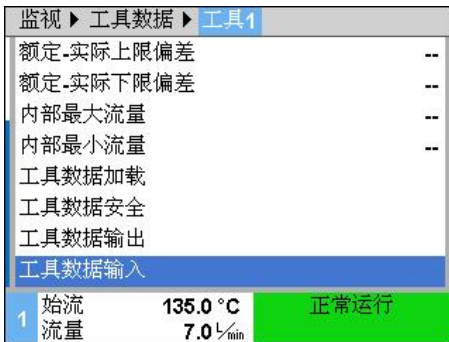 监视 ▶ 工具数据 ▶ 工具1
额定-实际上限偏差 --
额定-实际下限偏差 --
内部最大流量 --
内部最小流量 --
工具数据加载
工具数据安全
工具数据输出
工具数据输入
1 始流 135.0 °C 正常运行
流量 7.0 L/min